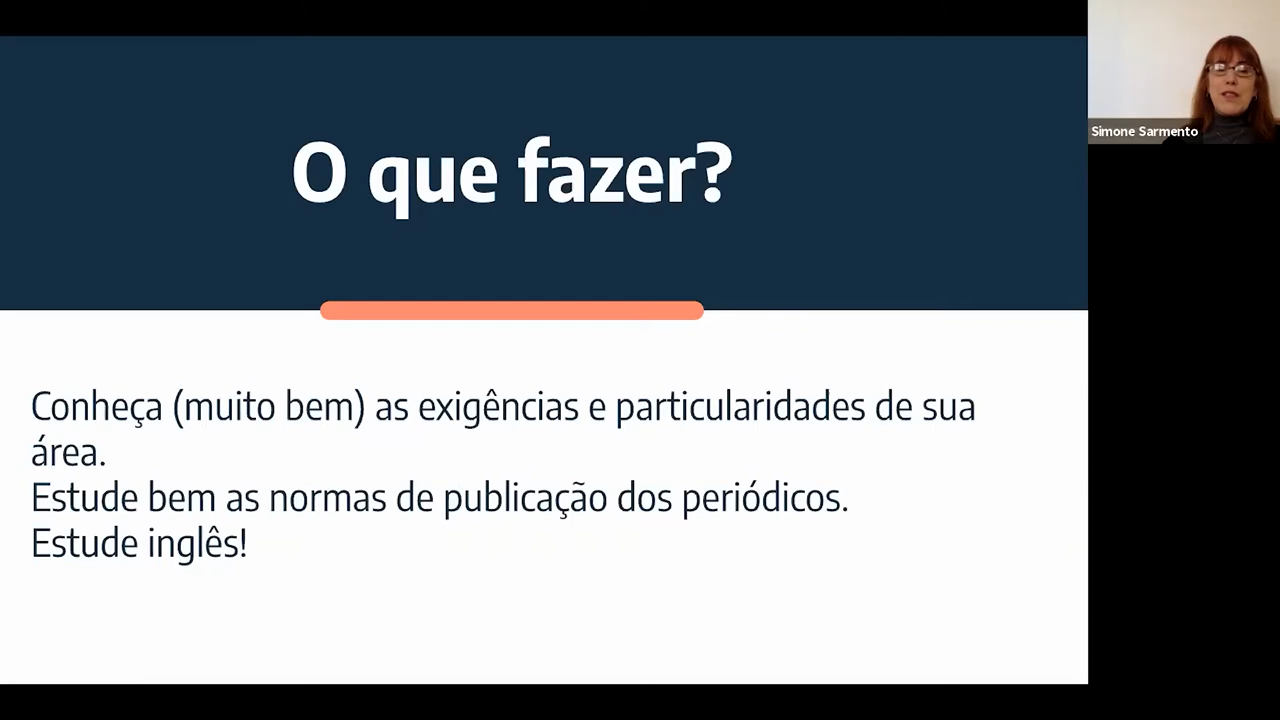 O que fazer?
Simone Sarmento
Conheça (muito bem) as exigências e particularidades de sua
área.
Estude bem as normas de publicação dos periódicos.
Estude inglês!